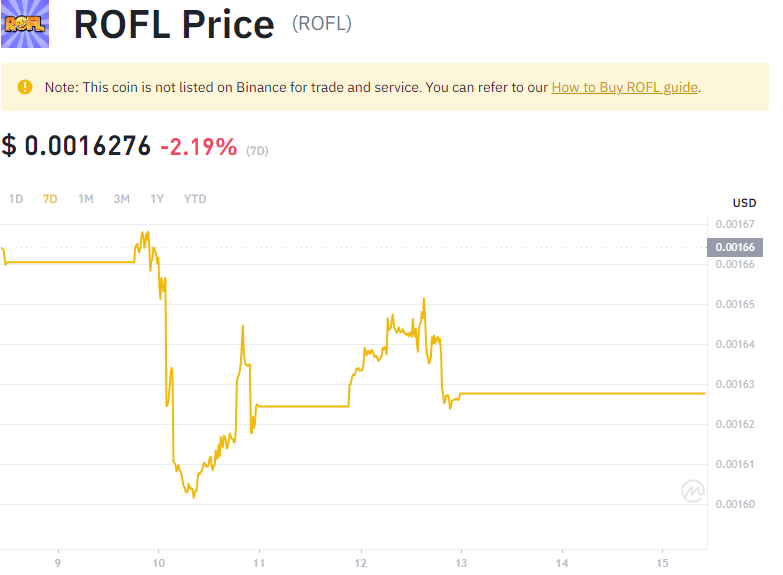 ROFL
ROFL Price (ROFL)
Note: This coin is not listed on Binance for trade and service. You can refer to our How to Buy ROFL guide.
$ 0.0016276 -2.19% (7D)
1D 7D 1M 3M 1Y YTD
USD
0.00167
0.00166
0.00166
0.00165
0.00164
0.00163
0.00162
0.00161
0.00160
9 10 11 12 13 14 15